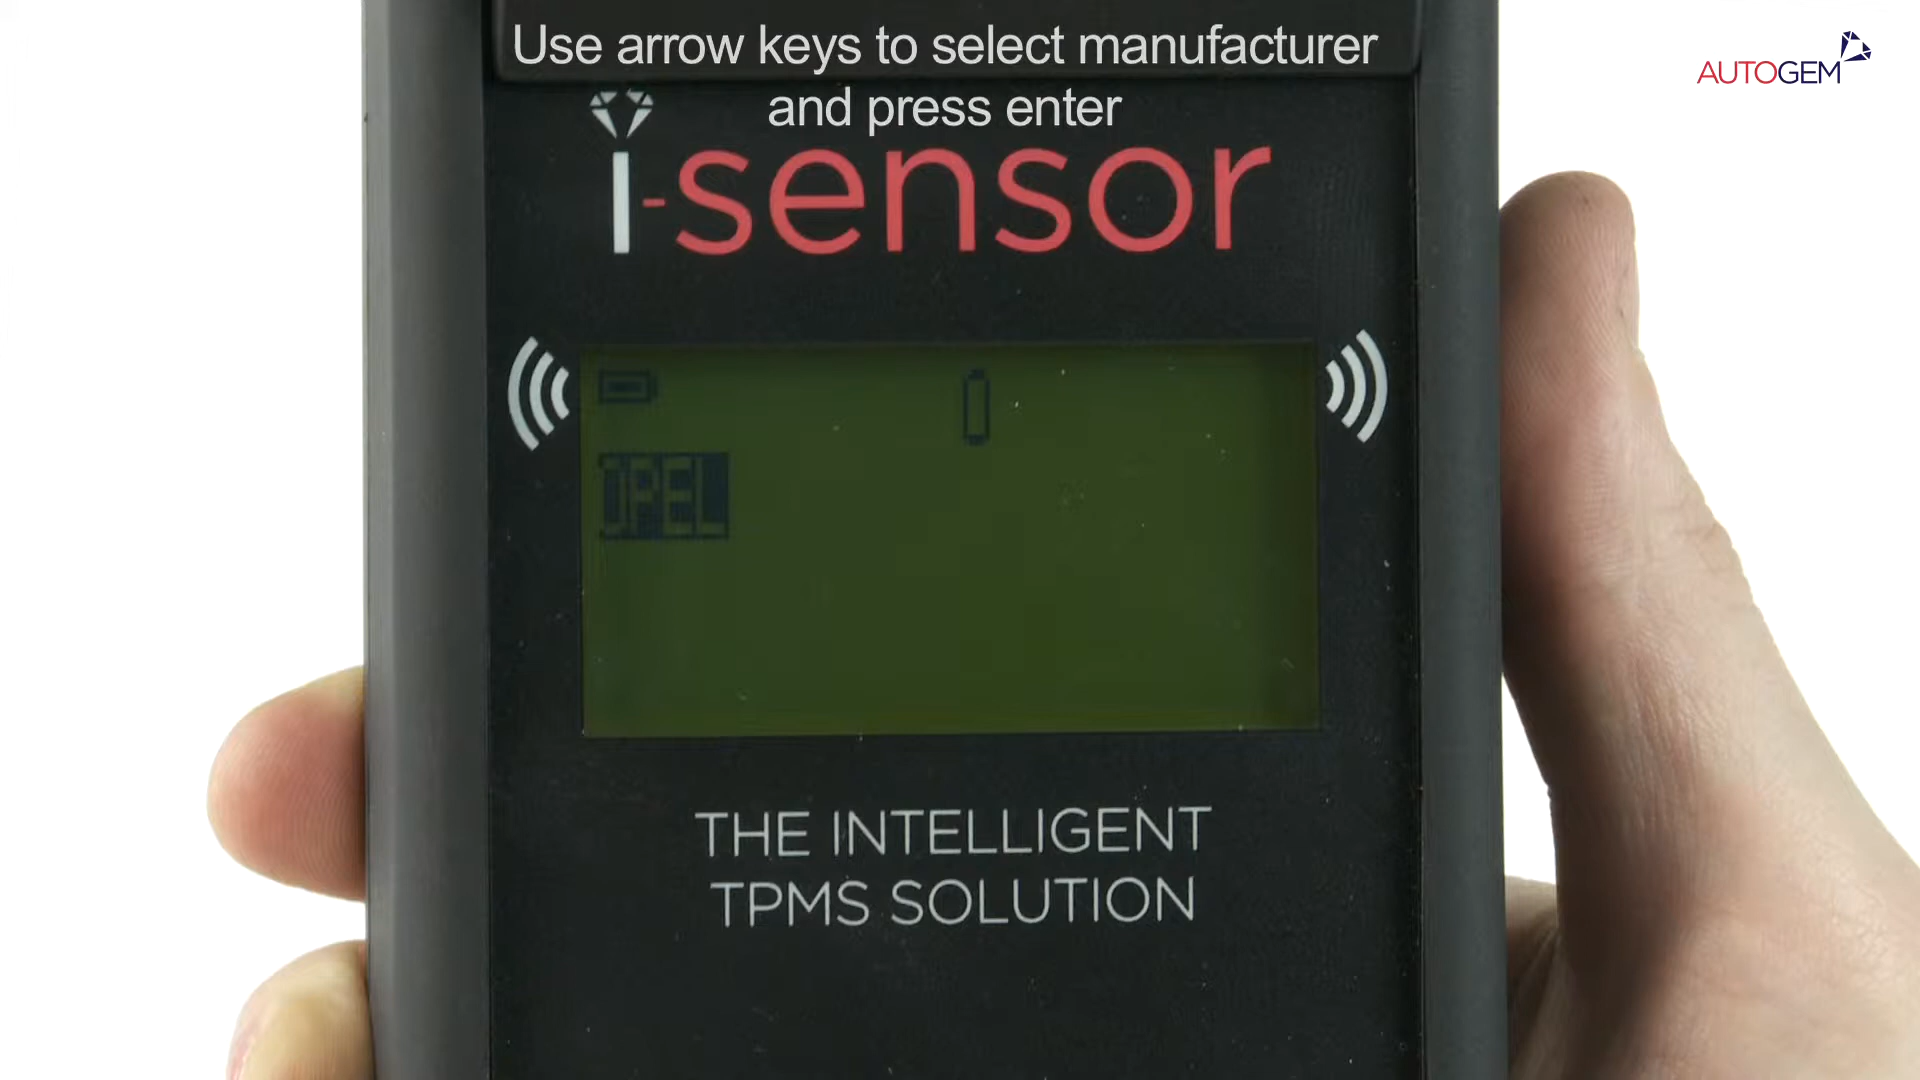 Use arrow keys to select manufacturer
and press enter
AUTOGEM
i-sensor
OPEL
THE INTELLIGENT
TPMS SOLUTION